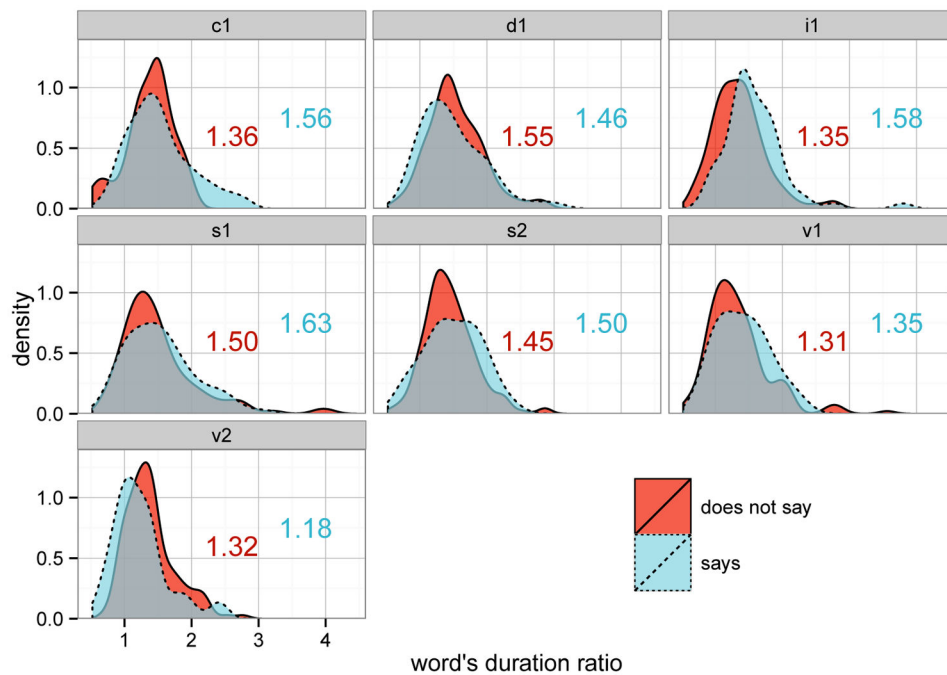 c1 d1 i1
1.0
0.5
0.0
1.36 1.56 1.55 1.46 1.35 1.58
s1 s2 v1
1.0
0.5
0.0
1.50 1.63 1.45 1.50 1.31 1.35
density
v2
1.0
0.5
0.0
1.32 1.18
1 2 3 4
does not say
says
word's duration ratio